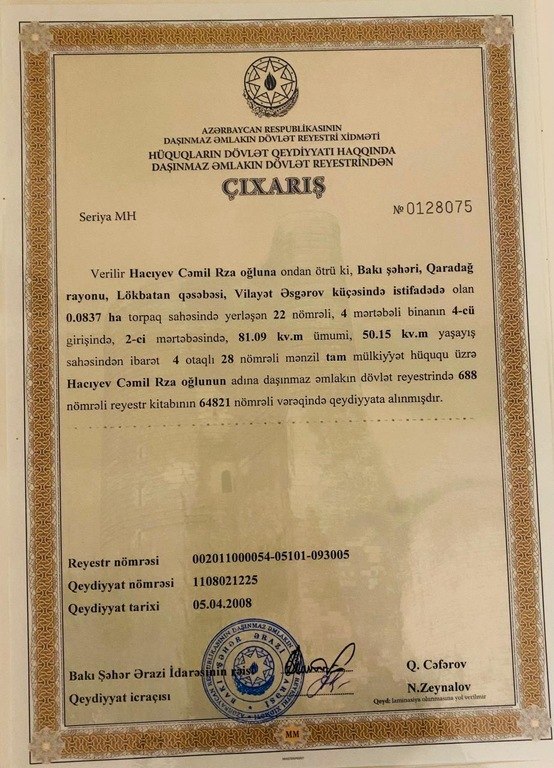 AZƏRBAYCAN RESPUBLİKASININ
DAŞINMAZ ƏMLAKIN DÖVLƏT REYESTRİ XİDMƏTİ
HÜQUQLARIN DÖVLƏT QEYDİYYATI HAQQINDA
DAŞINMAZ ƏMLAKIN DÖVLƏT REYESTRİNDƏN
ÇIXARIŞ
Seriya MH
№0128075
Verilir Hacıyev Cəmil Rza oğluna ondan ötrü ki, Bakı şəhəri, Qaradağ
rayonu, Lökbatan qəsəbəsi, Vilayət Əsgərov küçəsində istifadədə olan
0.0837 ha torpaq sahəsində yerləşən 22 nömrəli, 4 mərtəbəli binanın 4-cü
girişində, 2-ci mərtəbəsində, 81.09 kv.m ümumi, 50.15 kv.m yaşayış
sahəsindən ibarət 4 otaqlı 28 nömrəli mənzil tam mülkiyyət hüququ üzrə
Hacıyev Cəmil Rza oğlunun adına daşınmaz əmlakın dövlət reyestrində 688
nömrəli reyestr kitabının 64821 nömrəli vərəqində qeydiyyata alınmışdır.
Reyestr nömrəsi 002011000054-05101-093005
Qeydiyyat nömrəsi 1108021225
Qeydiyyat tarixi 05.04.2008
Bakı Şəhər Ərazi İdarəsinin rəisi Q. Cəfərov
Qeydiyyat icraçısı N.Zeynalov
Qeyd: laminasiya olunmasına yol verilmir
MM